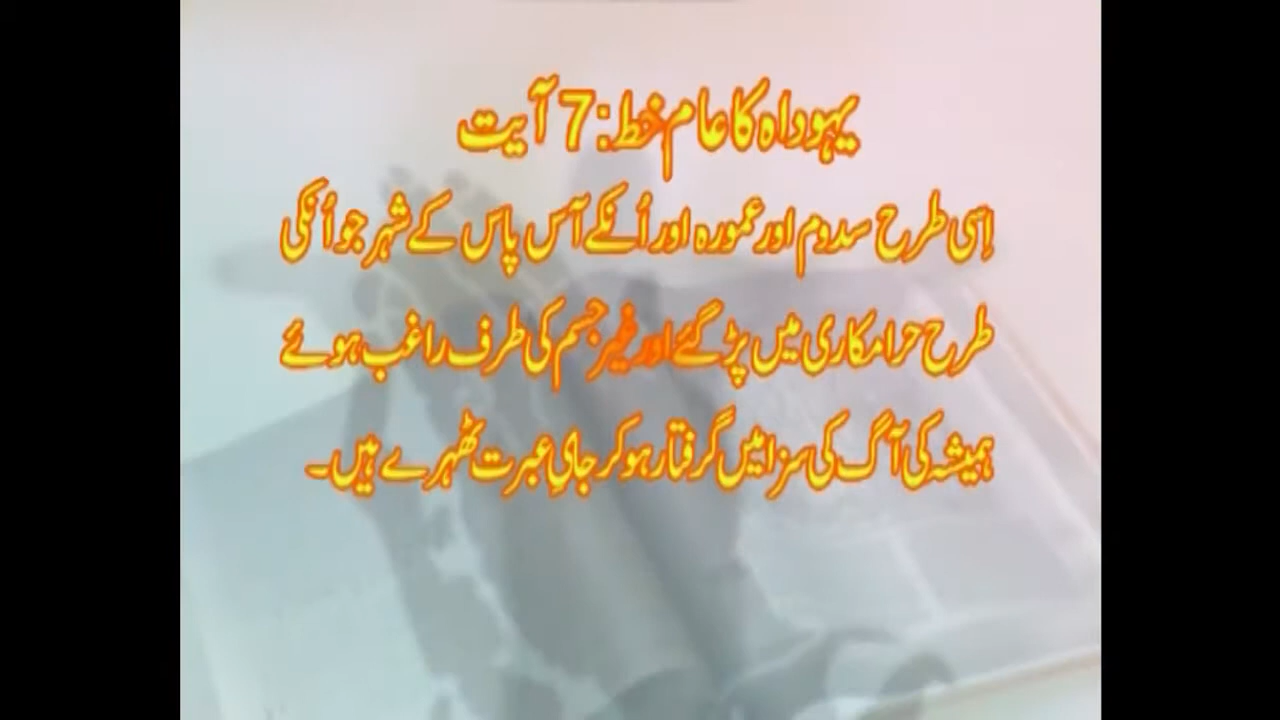 یہوداہ کا عام خط: 7 آیت
اِسی طرح سدوم اور عمورہ اور اُنکے آس پاس کے شہر جو اُنکی
طرح حرامکاری میں پڑ گئے اور غیر جسم کی طرف راغب ہوئے
ہمیشہ کی آگ کی سزا میں گرفتار ہو کر جایِ عبرت ٹھہرے ہیں۔